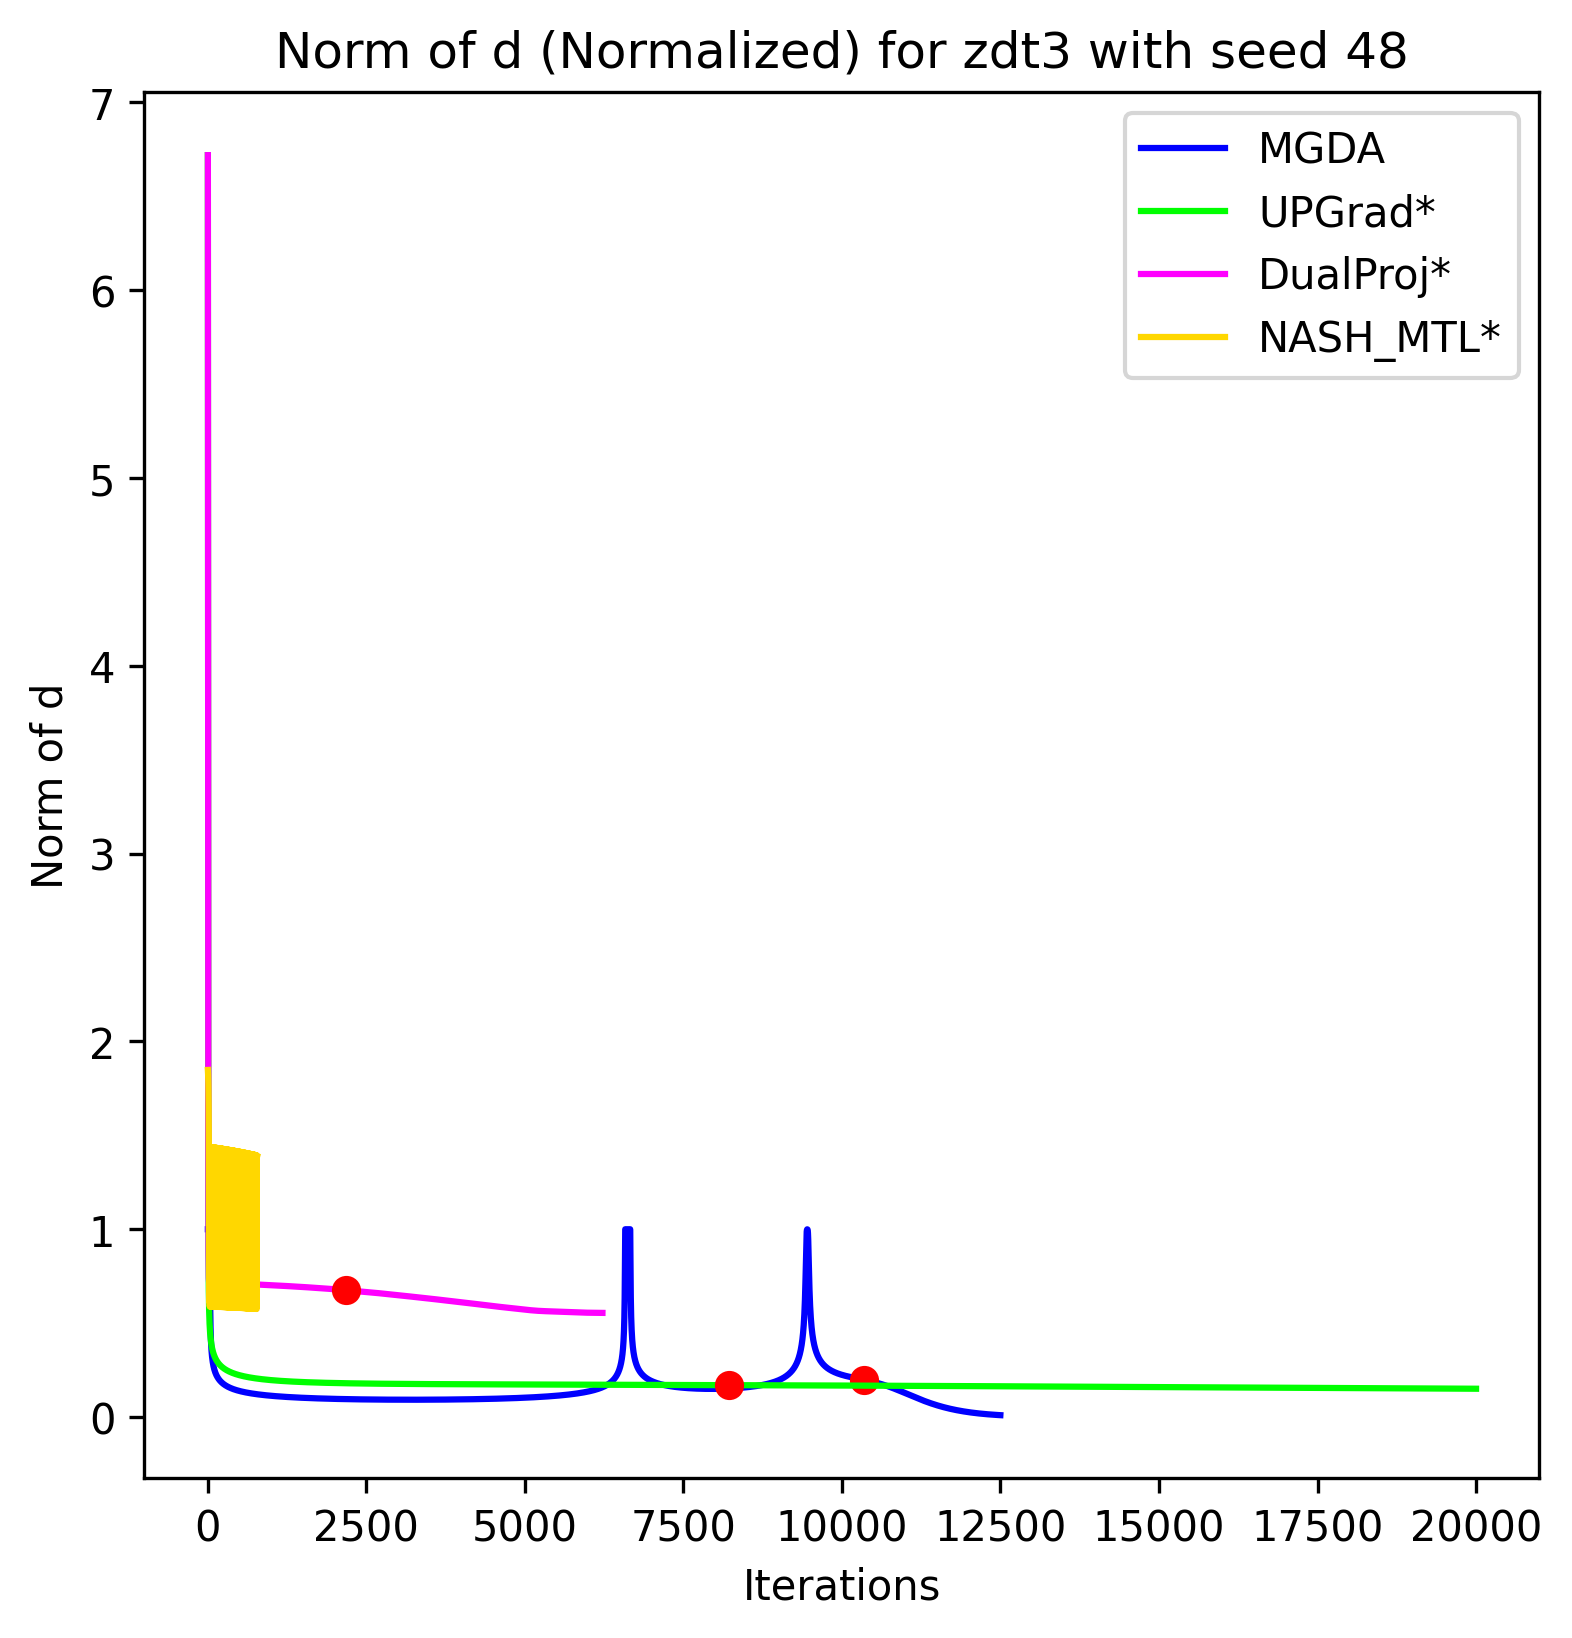 Norm of d (Normalized) for zdt3 with seed 48
7
6
5
4
3
2
1
0
Norm of d
MGDA
UPGrad*
DualProj*
NASH_MTL*
0 2500 5000 7500 10000 12500 15000 17500 20000
Iterations